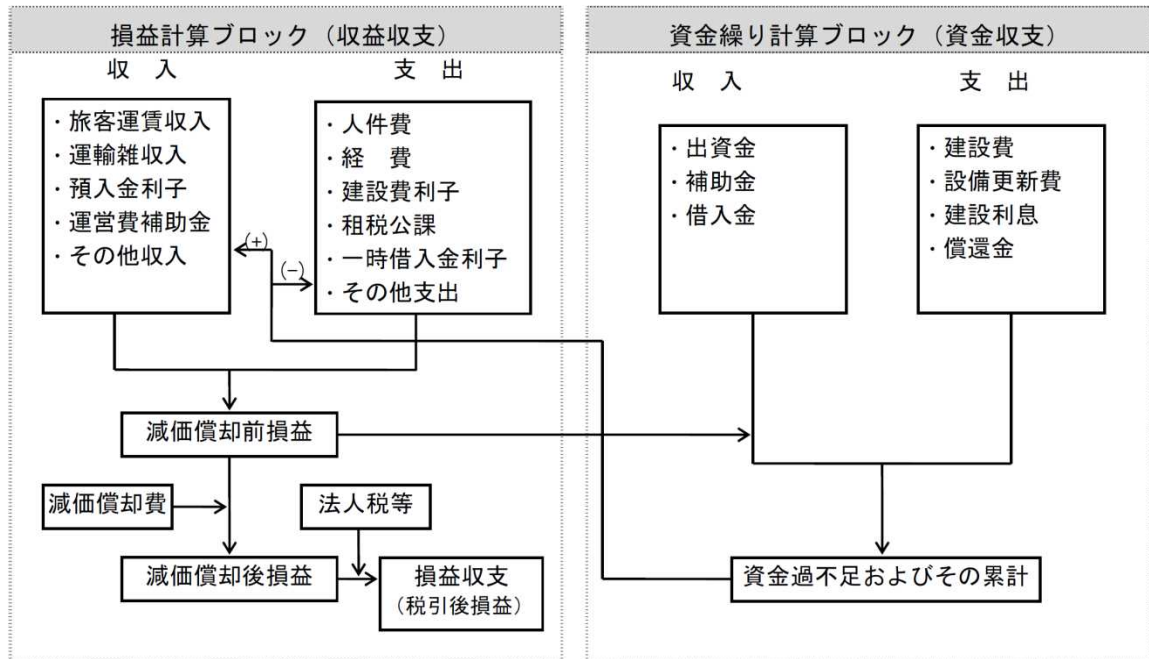 損益計算ブロック（収益収支）
収　入
支　出
・旅客運賃収入
・運輸雑収入
・預入金利子
・運営費補助金
・その他収入
(+)
(−)
・人件費
・経　費
・建設費利子
・租税公課
・一時借入金利子
・その他支出
減価償却前損益
減価償却費
法人税等
減価償却後損益
損益収支
（税引後損益）
資金繰り計算ブロック（資金収支）
収　入
支　出
・出資金
・補助金
・借入金
・建設費
・設備更新費
・建設利息
・償還金
資金過不足およびその累計